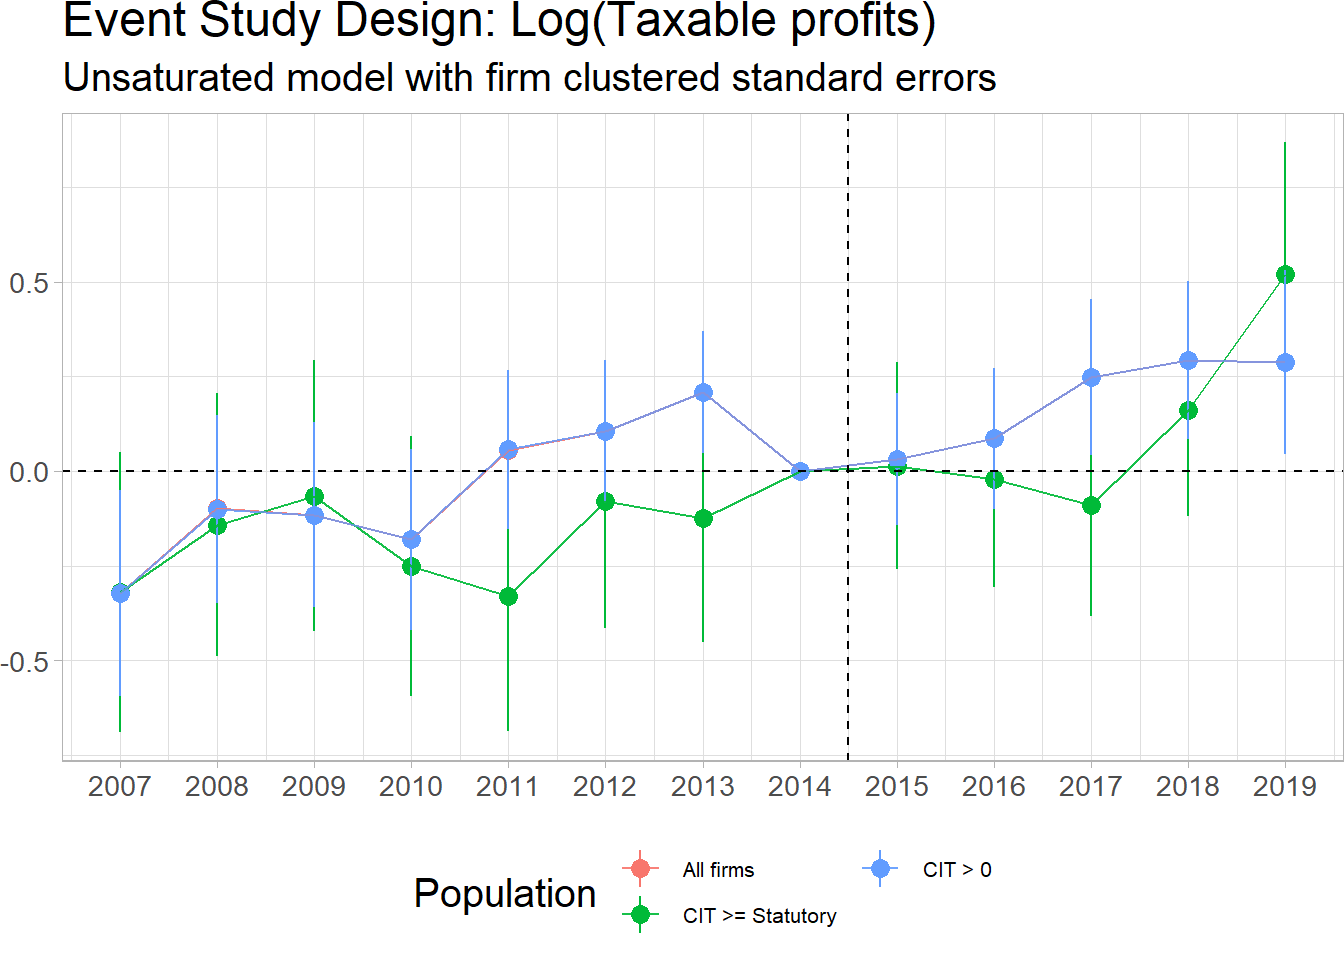 Event Study Design: Log(Taxable profits)
Unsaturated model with firm clustered standard errors
0.5
0.0
-0.5
2007 2008 2009 2010 2011 2012 2013 2014 2015 2016 2017 2018 2019
Population
All firms
CIT >= Statutory
CIT > 0